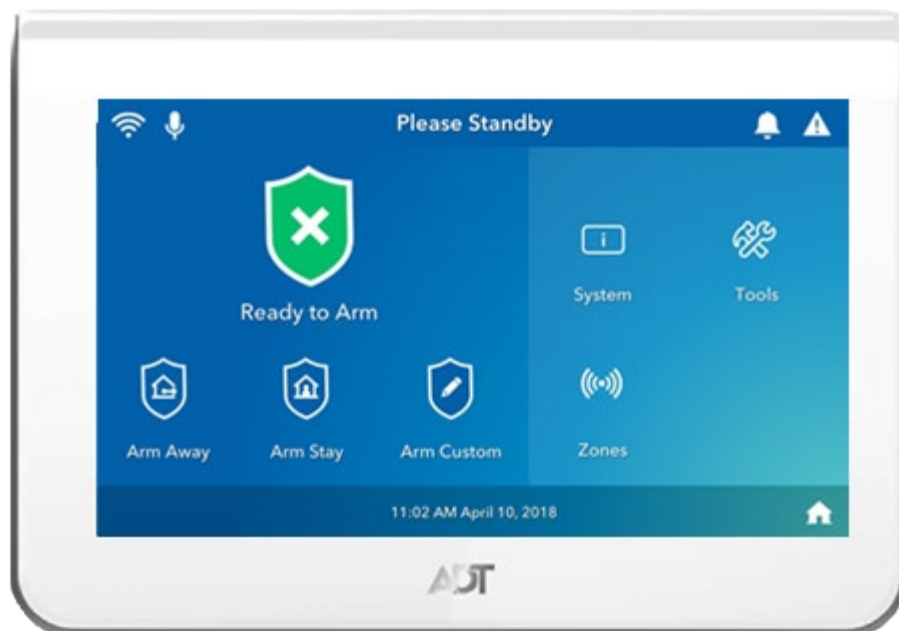 Please Standby
Ready to Arm
Arm Away
Arm Stay
Arm Custom
System
Tools
Zones
11:02 AM April 10, 2018
ADT